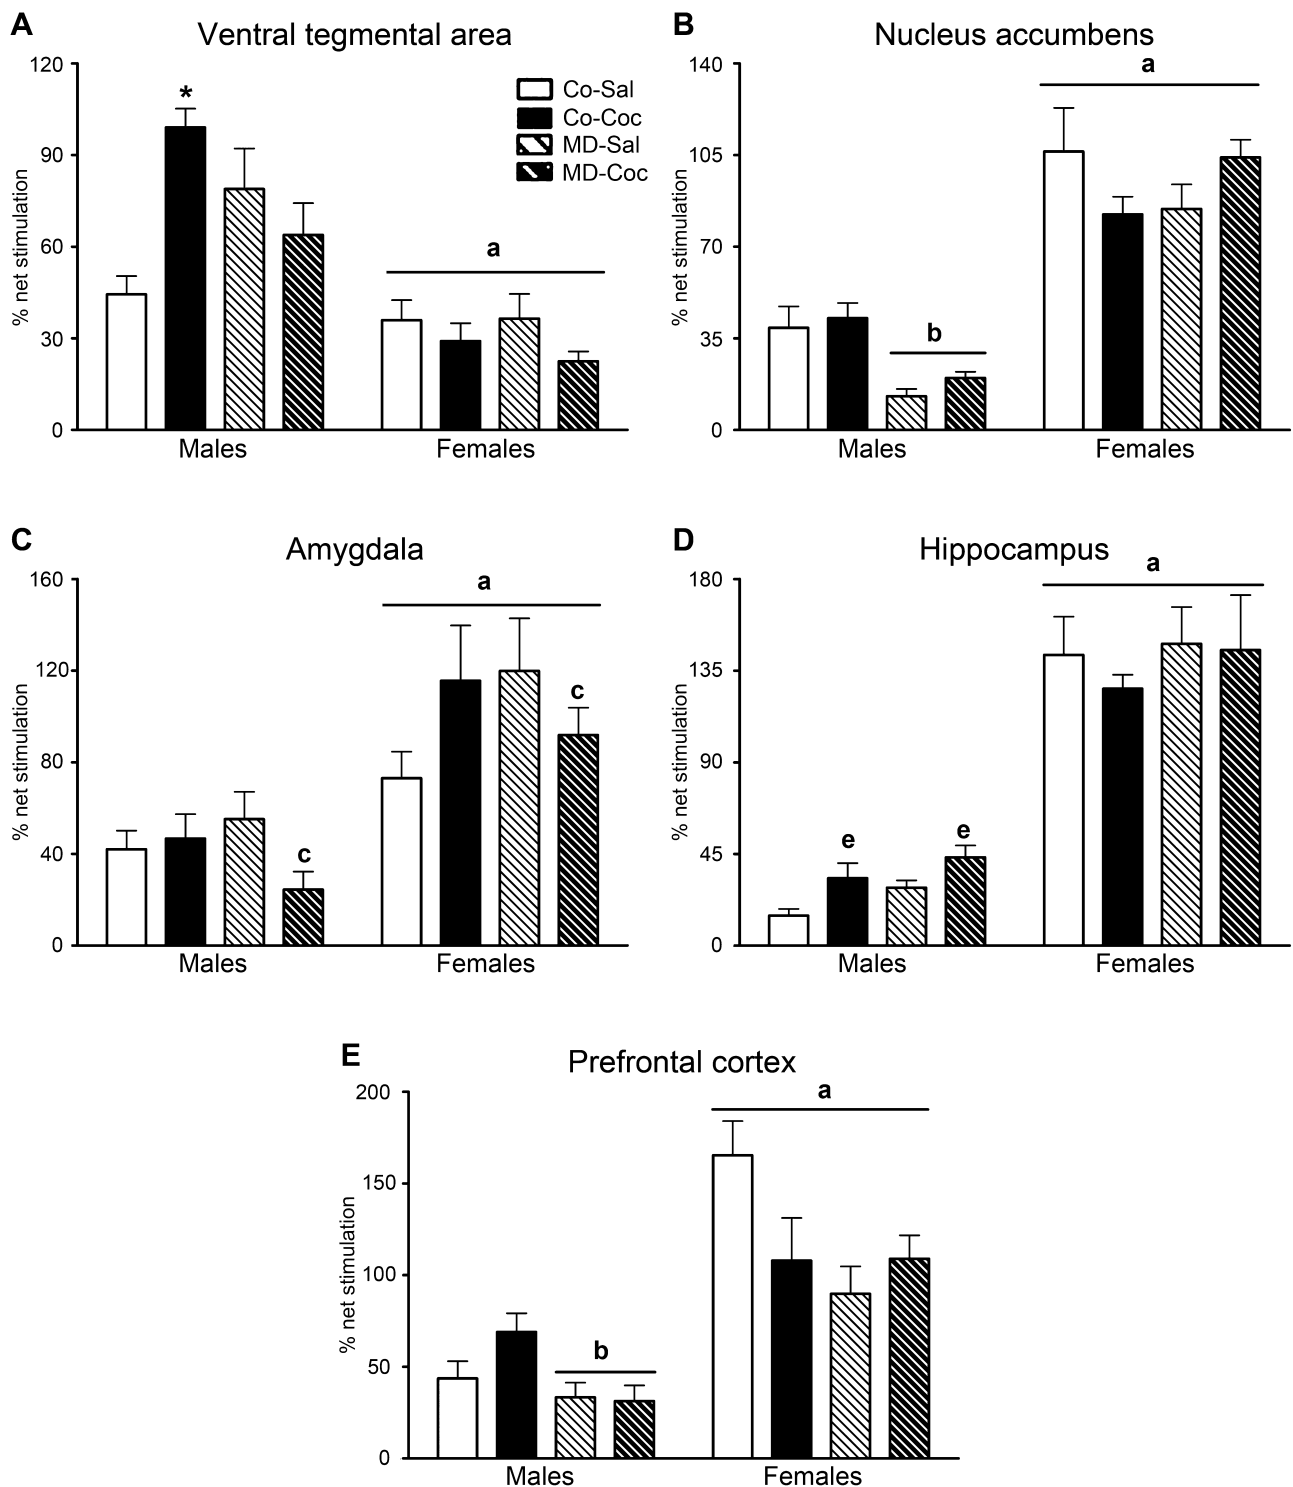 A
Ventral tegmental area
120
90
60
30
0
% net stimulation
*
a
Co-Sal
Co-Coc
MD-Sal
MD-Coc
Males
Females
B
Nucleus accumbens
140
105
70
35
0
% net stimulation
b
a
Males
Females
C
Amygdala
160
120
80
40
0
% net stimulation
c
a
c
Males
Females
D
Hippocampus
180
135
90
45
0
% net stimulation
e
e
a
Males
Females
E
Prefrontal cortex
200
150
100
50
0
% net stimulation
b
a
Males
Females